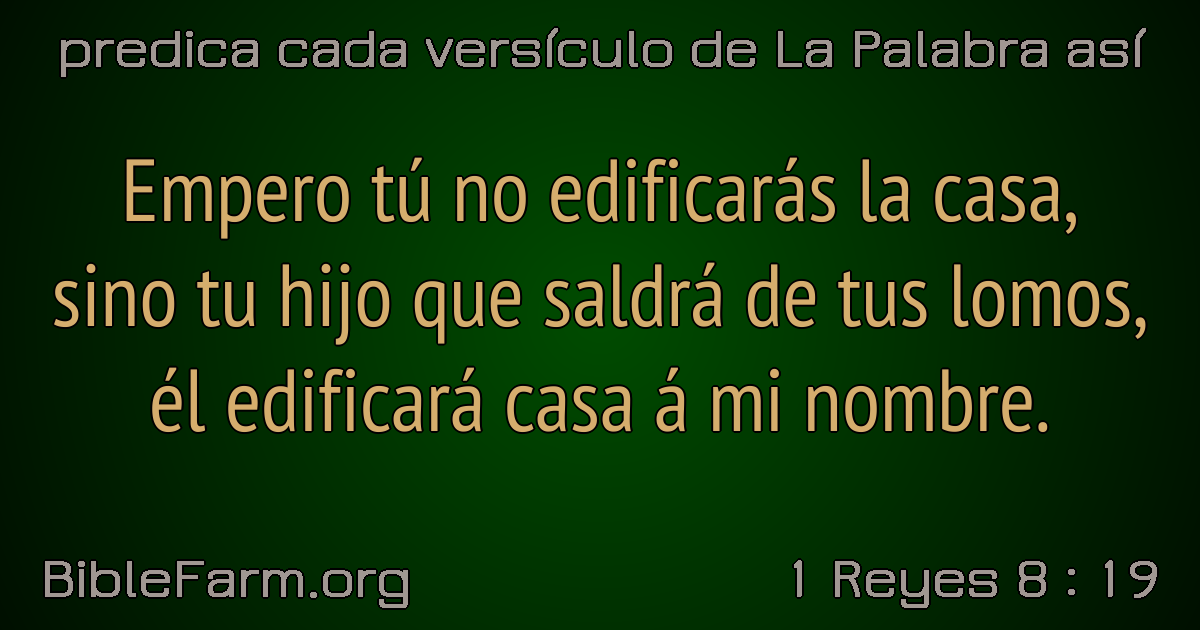 predica cada versículo de La Palabra así
Empero tú no edificarás la casa,
sino tu hijo que saldrá de tus lomos,
él edificará casa á mi nombre.
BibleFarm.org
1 Reyes 8 : 19